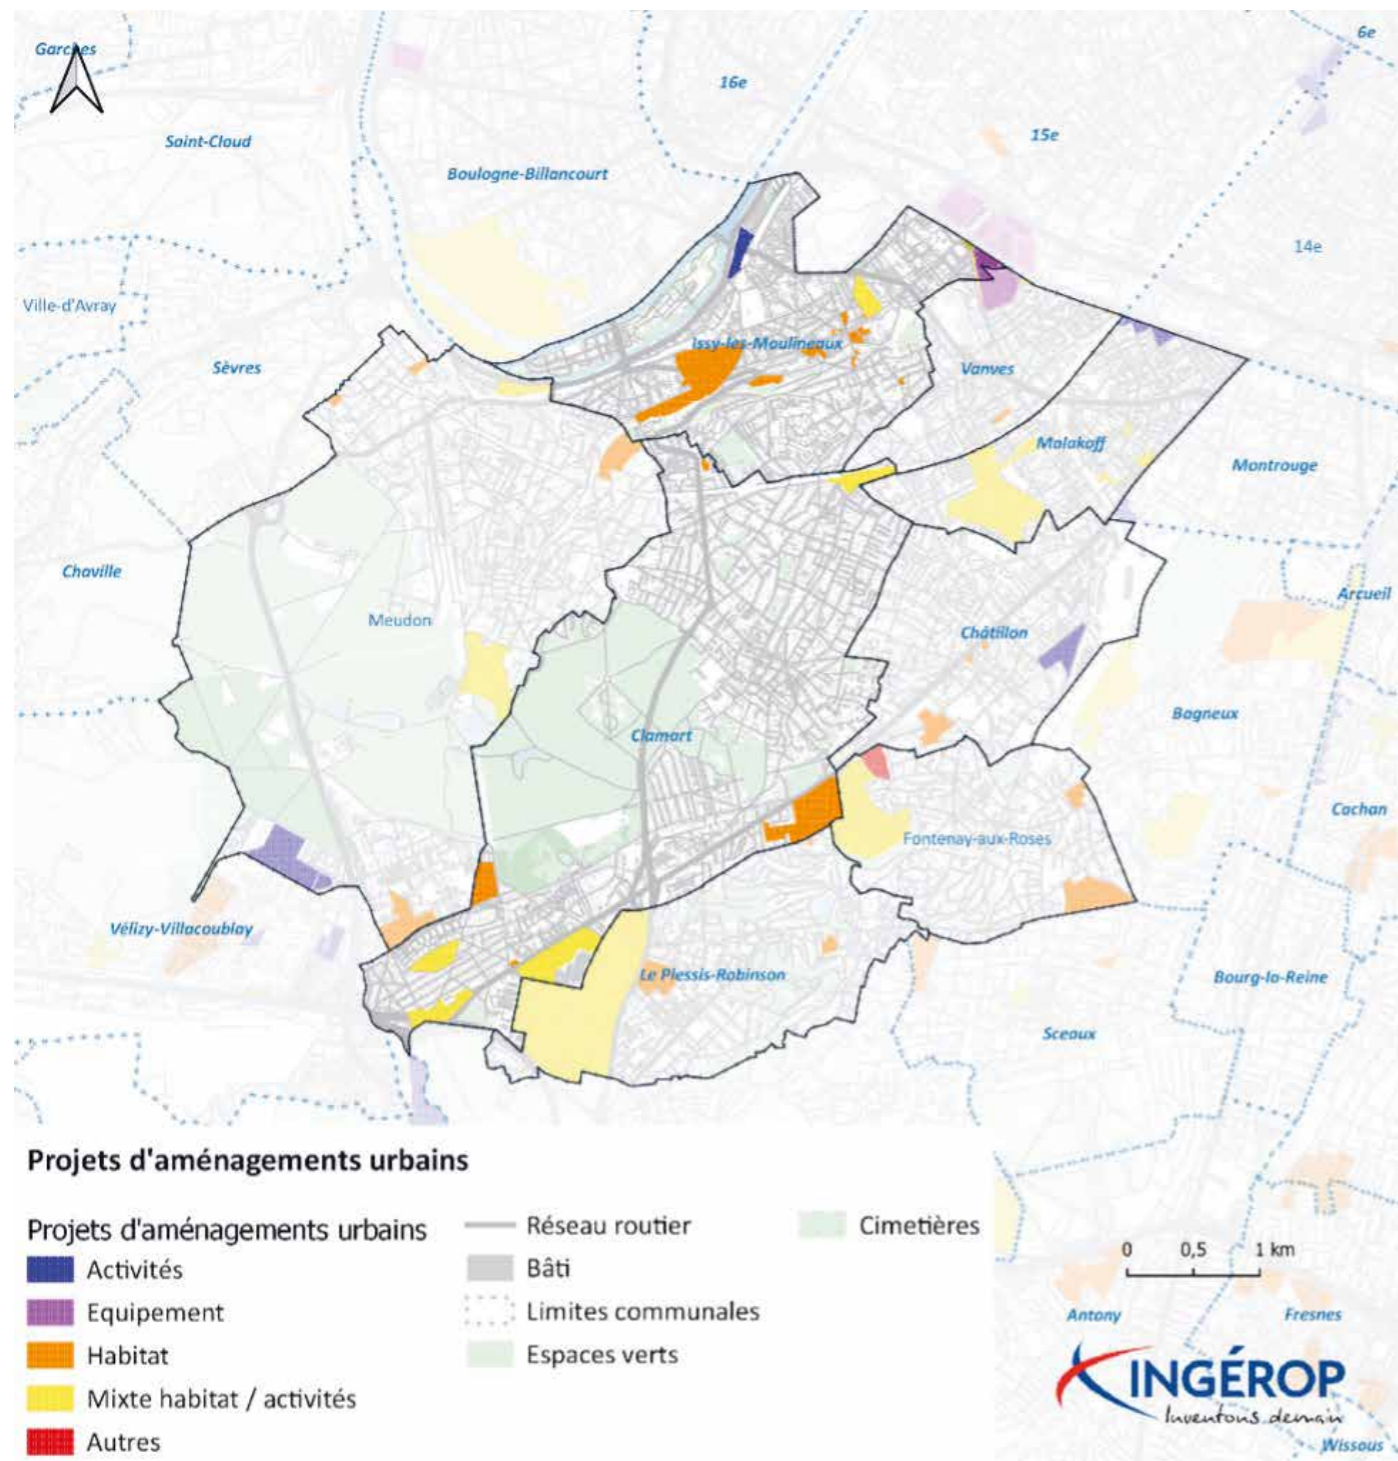 6e
Garches
16e
15e
Saint-Cloud
Boulogne-Billancourt
14e
Ville-d'Avray
Issy-les-Moulineaux
Sèvres
Vanves
Malakoff
Montrouge
Chaville
Arcueil
Meudon
Châtillon
Bagneux
Clamart
Cachan
Fontenay-aux-Roses
Vélizy-Villacoublay
Le Plessis-Robinson
Bourg-la-Reine
Sceaux
Projets d'aménagements urbains
Projets d'aménagements urbains
Activités
Equipement
Habitat
Mixte habitat / activités
Autres
Réseau routier
Bâti
Limites communales
Espaces verts
Cimetières
0 0,5 1 km
Antony
Fresnes
INGÉROP
Inventons demain
Wissous